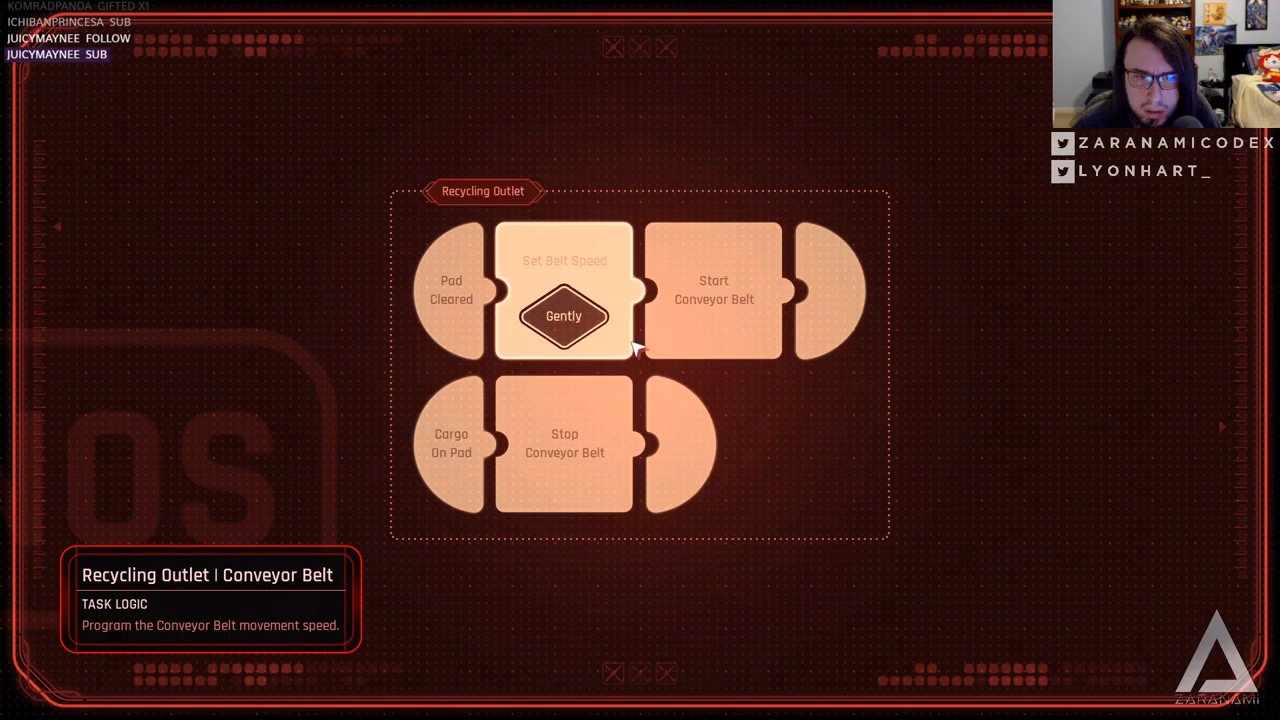 KOMRADPANDA GIFTED X1
ICHIBANPRINCESA SUB
JUICYMAYNEE FOLLOW
JUICYMAYNEE SUB
ZARANAMICODEX
LYONHART_
Recycling Outlet
Pad
Cleared
Set Belt Speed
Gently
Start
Conveyor Belt
Cargo
On Pad
Stop
Conveyor Belt
OS
Recycling Outlet | Conveyor Belt
TASK LOGIC
Program the Conveyor Belt movement speed.
ZARANAMI